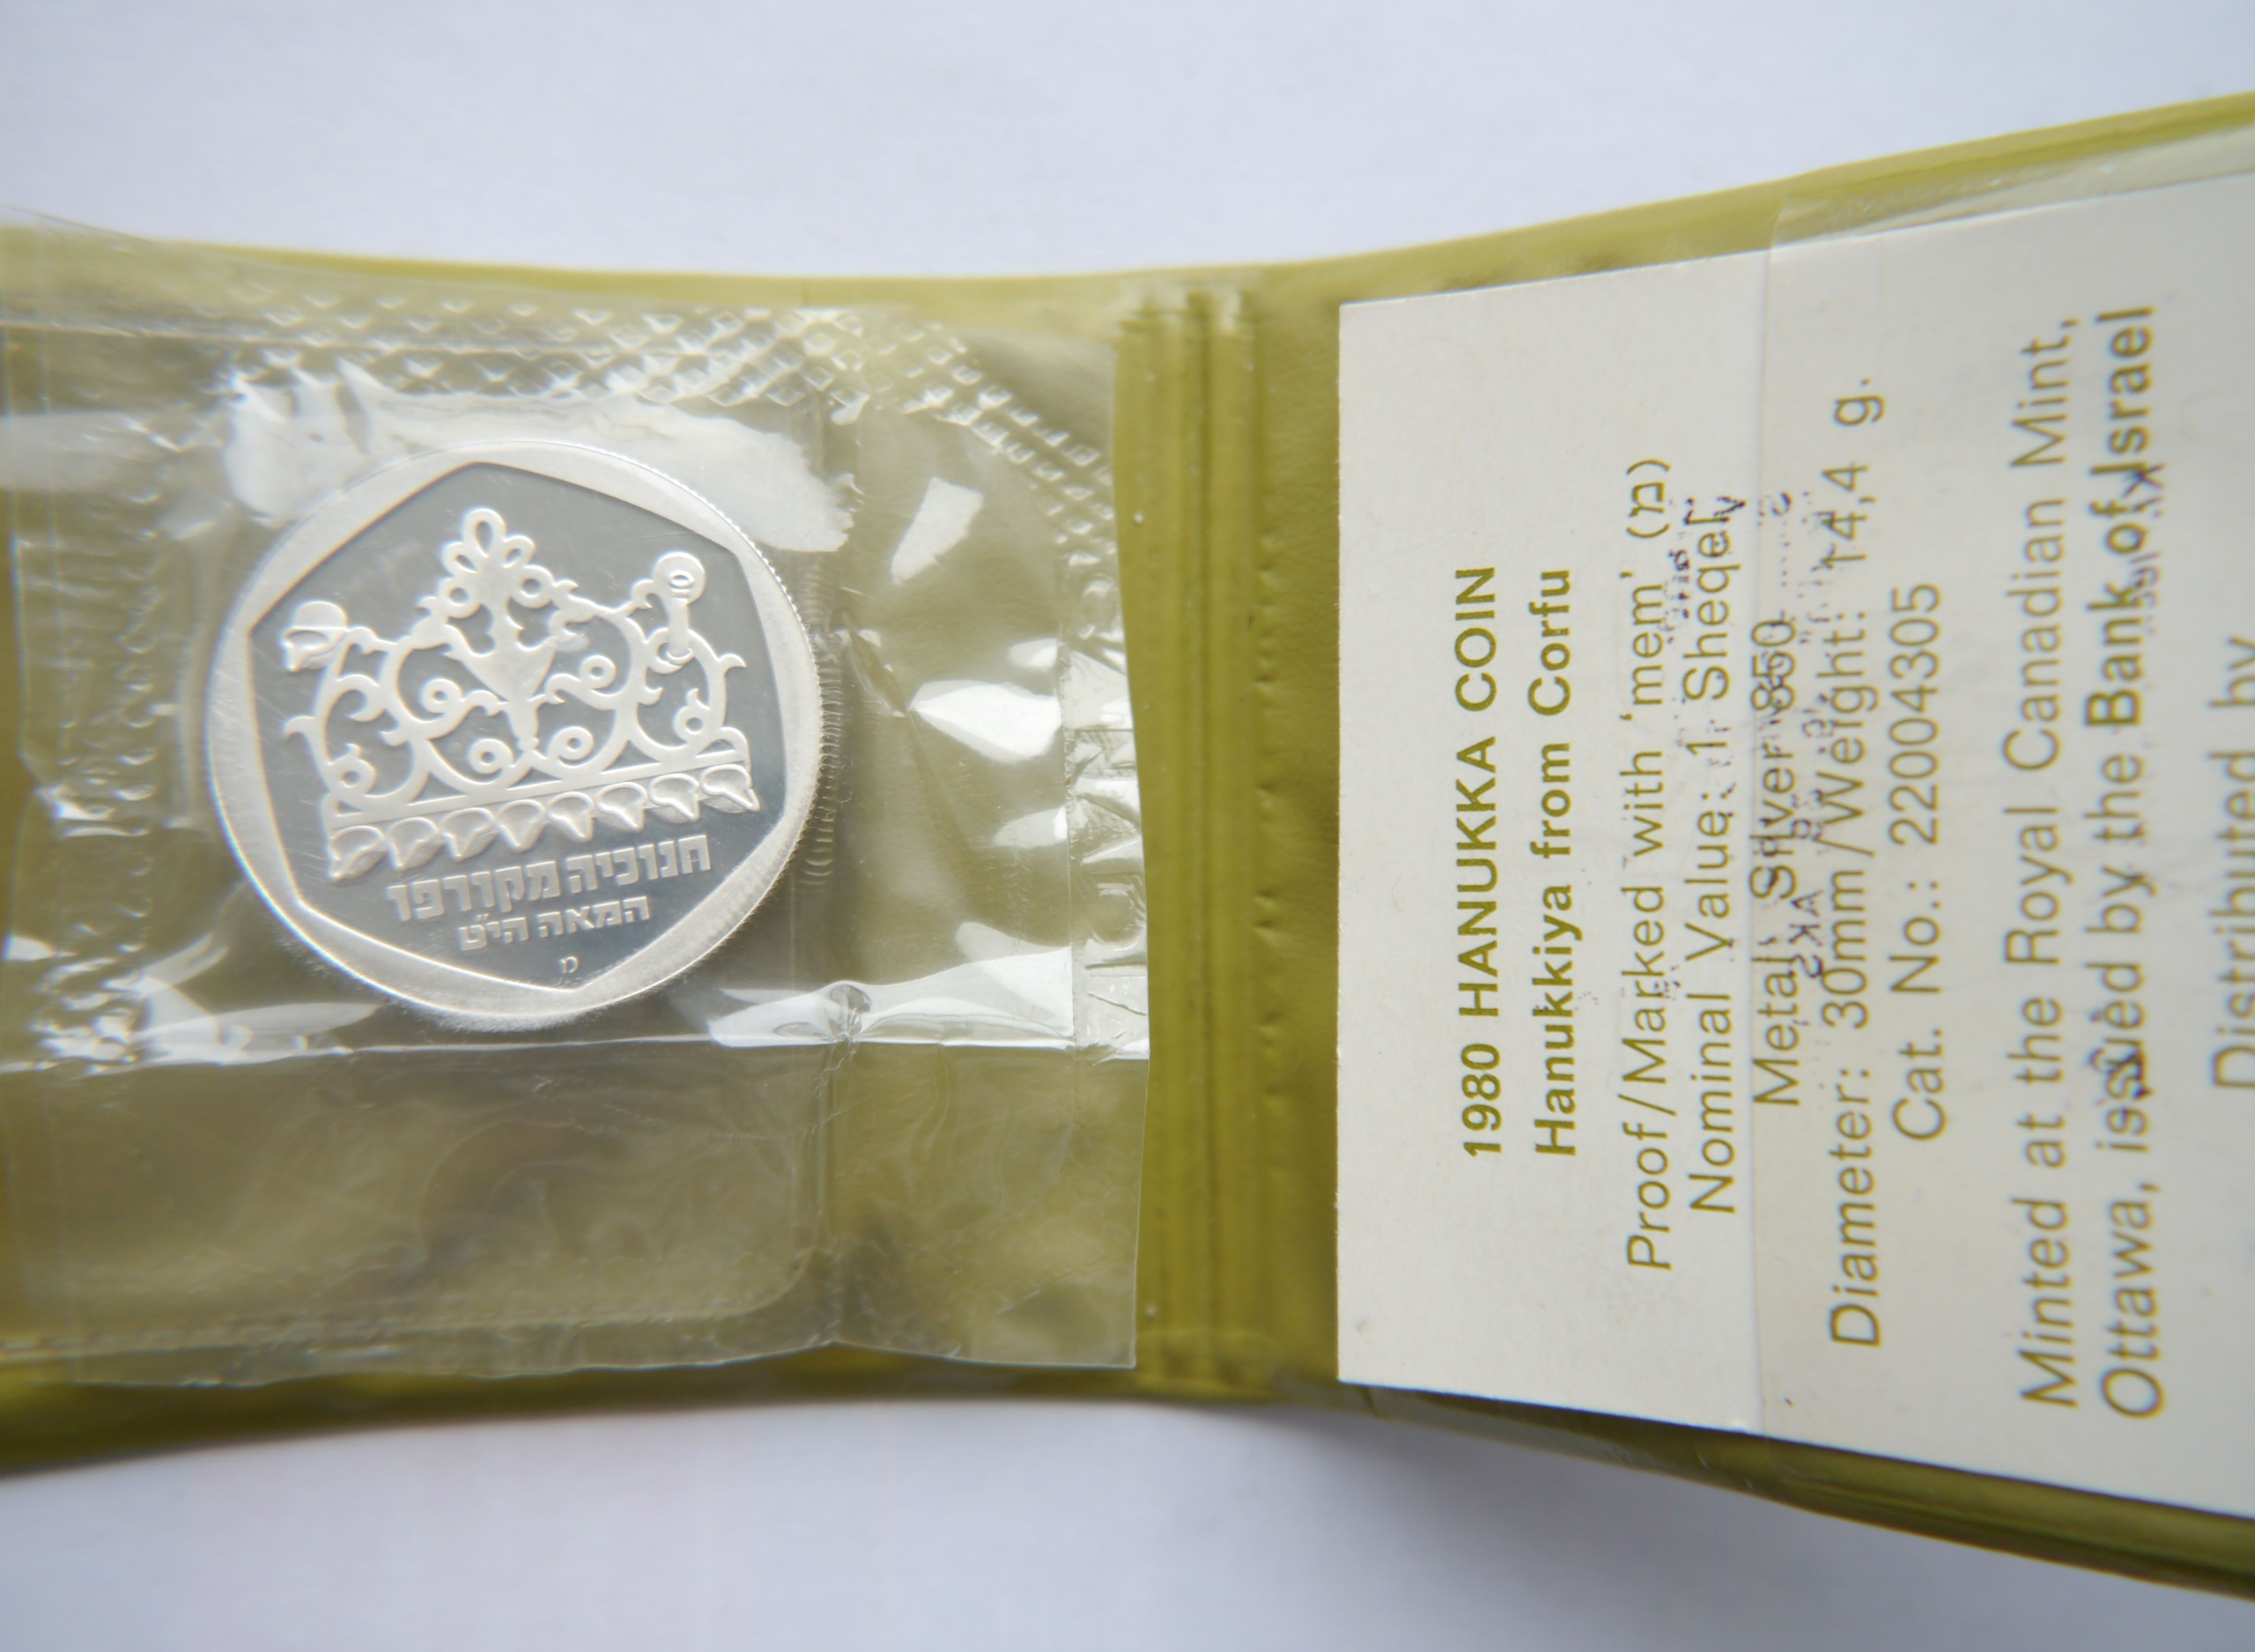 חנוכיה מקורפו
המאה הי"ט
מ
1980 HANUKKA COIN
Hanukkiya from Corfu
Proof/Marked with 'mem' (מ)
Nominal Value: 1 Sheqel
Metal: Silver 850
Diameter: 30mm/Weight: 14,4 g.
Cat. No.: 22004305
Minted at the Royal Canadian Mint,
Ottawa, issued by the Bank of Israel
Distributed by